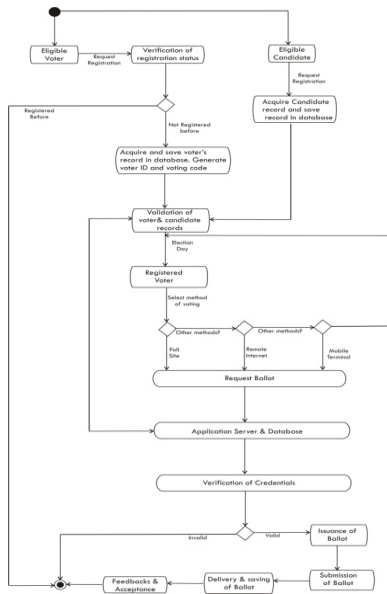 Eligible
Voter
Request
Registration
Verification of
registration status
Eligible
Candidate
Request
Registration
Acquire Candidate
record and save
record in database
Registered
Before
Not Registered
before
Acquire and save voter's
record in database. Generate
voter ID and voting code
Validation of
voter& candidate
records
Election
Day
Registered
Voter
Select method
of voting
Other methods?
Other methods?
Poll
Site
Remote
Internet
Mobile
Terminal
Request Ballot
Application Server & Database
Verification of Credentials
Invalid
Valid
Issuance of
Ballot
Submission
of Ballot
Delivery & saving
of Ballot
Feedbacks &
Acceptance